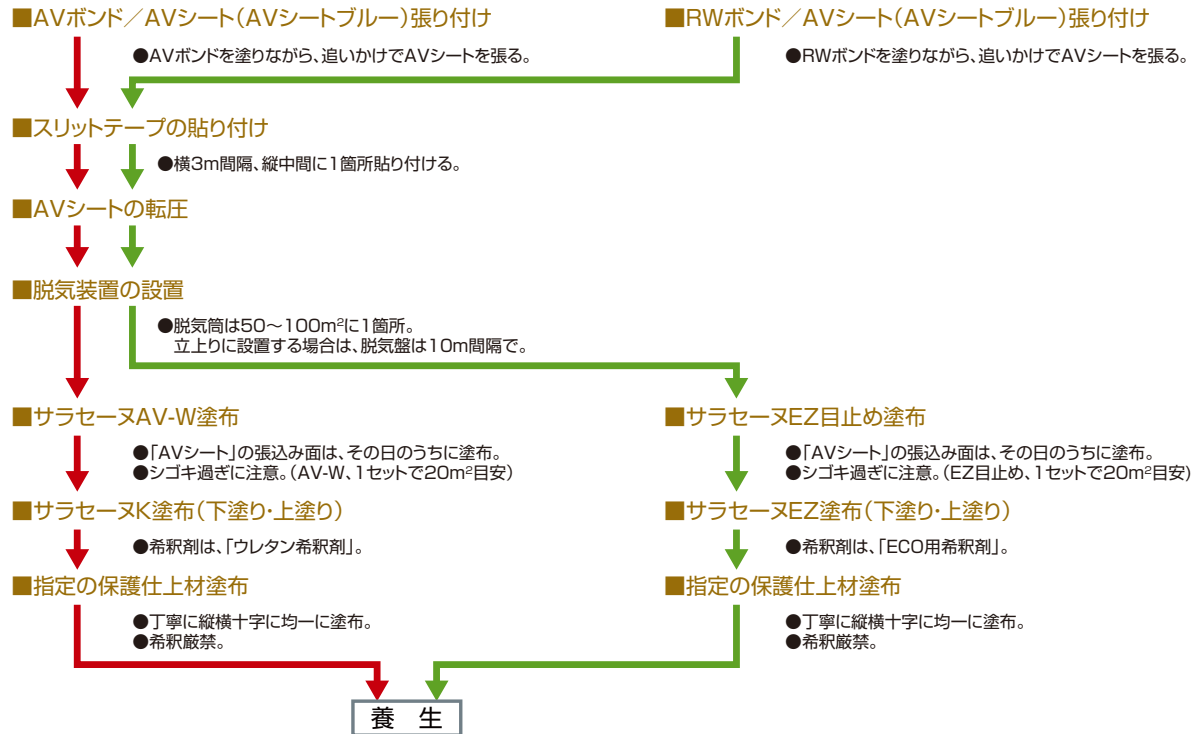 ■AVボンド／AVシート（AVシートブルー）張り付け
●AVボンドを塗りながら、追いかけでAVシートを張る。
■RWボンド／AVシート（AVシートブルー）張り付け
●RWボンドを塗りながら、追いかけでAVシートを張る。
■スリットテープの貼り付け
●横3m間隔、縦中間に1箇所貼り付ける。
■AVシートの転圧
■脱気装置の設置
●脱気筒は50～100m²に1箇所。
立上りに設置する場合は、脱気盤は10m間隔で。
■サラセーヌAV-W塗布
●「AVシート」の張込み面は、その日のうちに塗布。
●シゴキ過ぎに注意。（AV-W、1セットで20m²目安）
■サラセーヌK塗布（下塗り・上塗り）
●希釈剤は、「ウレタン希釈剤」。
■指定の保護仕上材塗布
●丁寧に縦横十字に均一に塗布。
●希釈厳禁。
■サラセーヌEZ目止め塗布
●「AVシート」の張込み面は、その日のうちに塗布。
●シゴキ過ぎに注意。（EZ目止め、1セットで20m²目安）
■サラセーヌEZ塗布（下塗り・上塗り）
●希釈剤は、「ECO用希釈剤」。
■指定の保護仕上材塗布
●丁寧に縦横十字に均一に塗布。
●希釈厳禁。
養　生